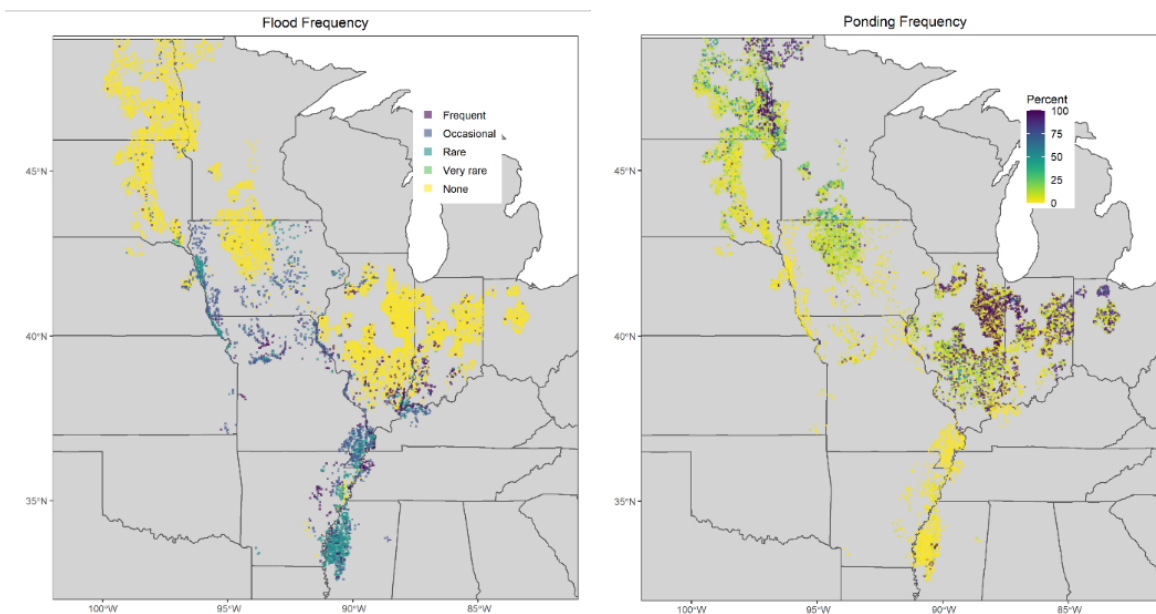 Flood Frequency
Frequent
Occasional
Rare
Very rare
None
45°N
40°N
35°N
100°W
95°W
90°W
85°W
Ponding Frequency
Percent
100
75
50
25
0
45°N
40°N
35°N
100°W
95°W
90°W
85°W